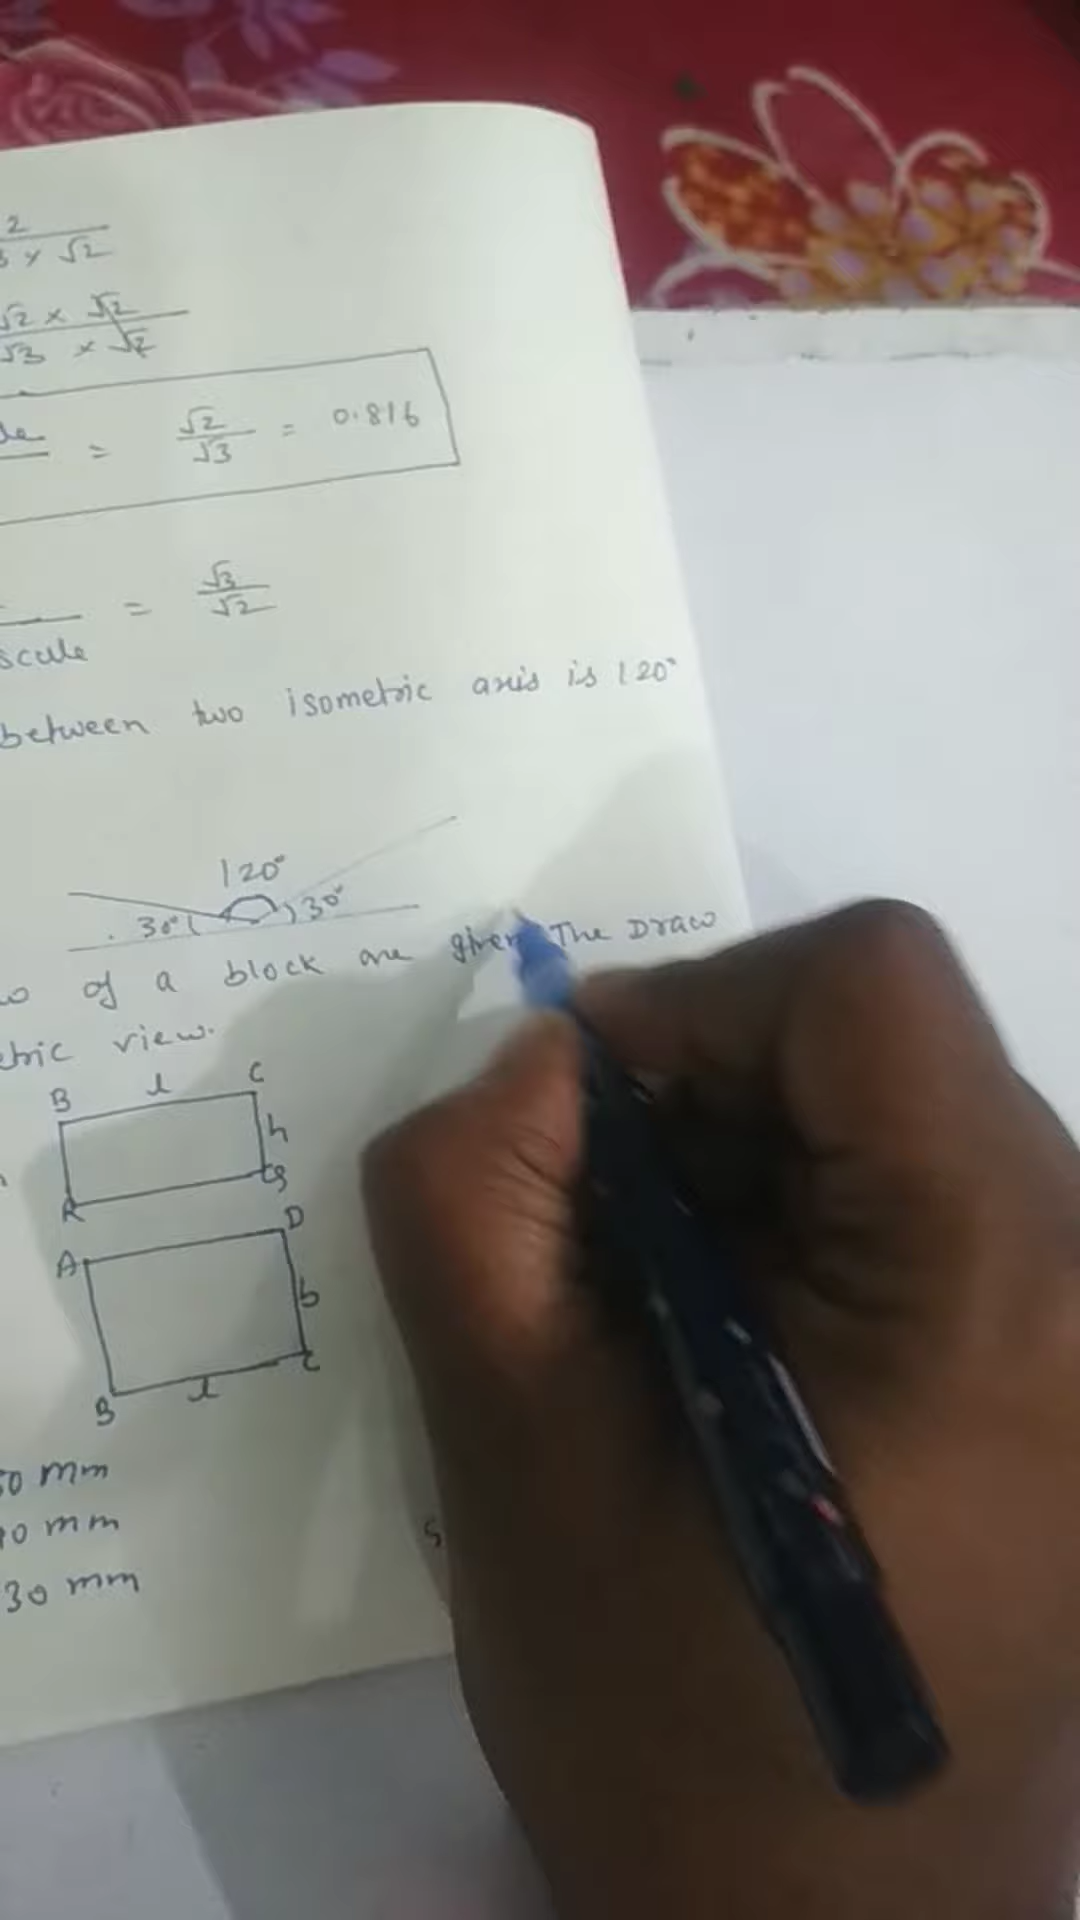 2
3 × √2
√2 × √2
√3 × √2
= √2 / √3 = 0.816
= √3 / √2
scale
between two isometric axis is 120°
120°
30° 30°
of a block are given The Draw
view.
B l C
h
A
D
b
C
B l
mm
mm
30 mm